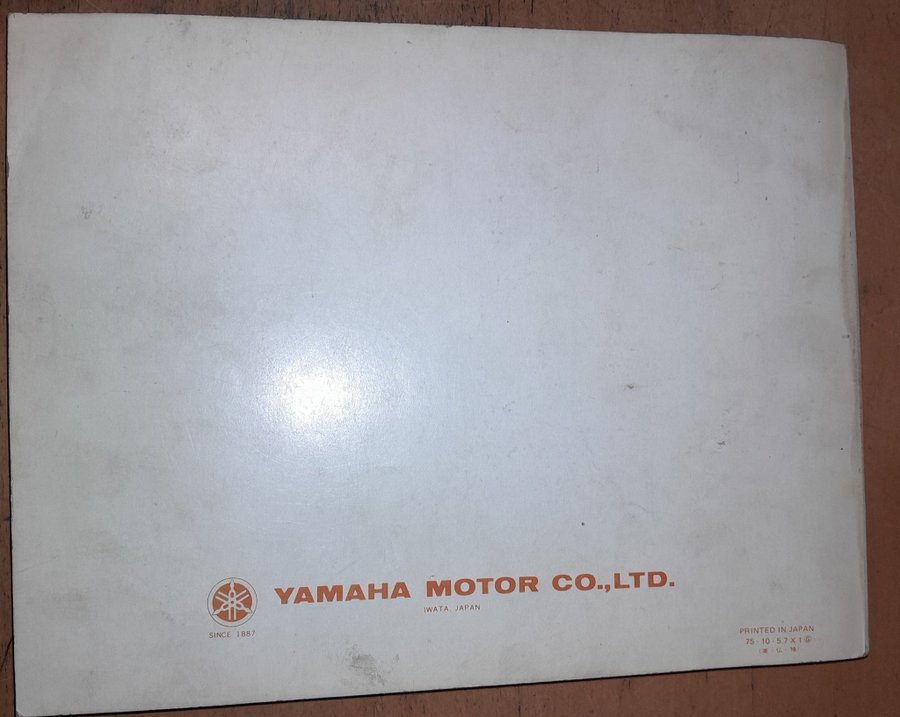 YAMAHA MOTOR CO.,LTD.
IWATA, JAPAN
SINCE 1887
PRINTED IN JAPAN
75 · 10 · 5.7 X 1